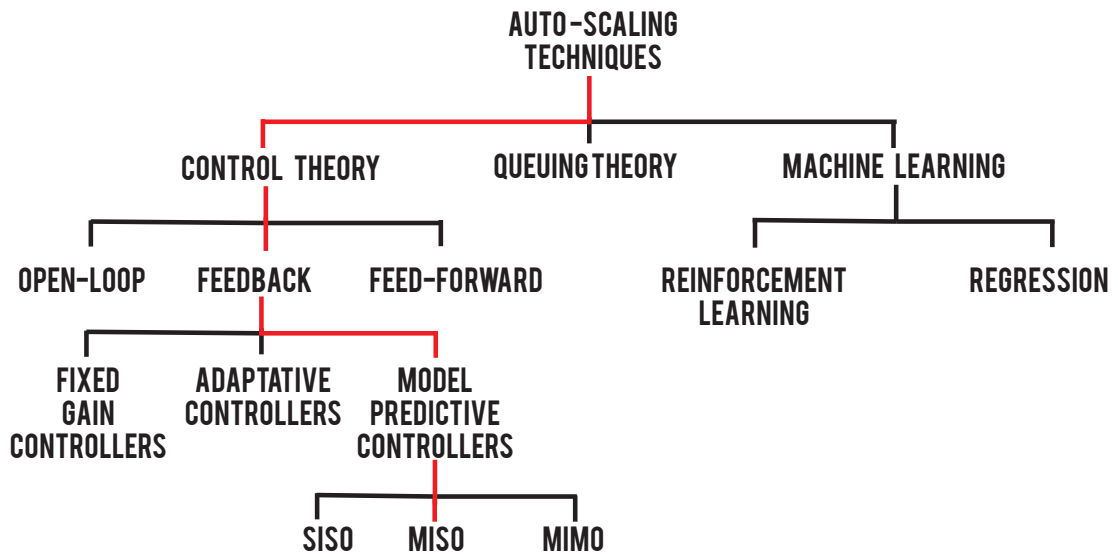 AUTO-SCALING
TECHNIQUES
CONTROL THEORY
QUEUING THEORY
MACHINE LEARNING
OPEN-LOOP
FEEDBACK
FEED-FORWARD
REINFORCEMENT
LEARNING
REGRESSION
FIXED
GAIN
CONTROLLERS
ADAPTATIVE
CONTROLLERS
MODEL
PREDICTIVE
CONTROLLERS
SISO
MISO
MIMO